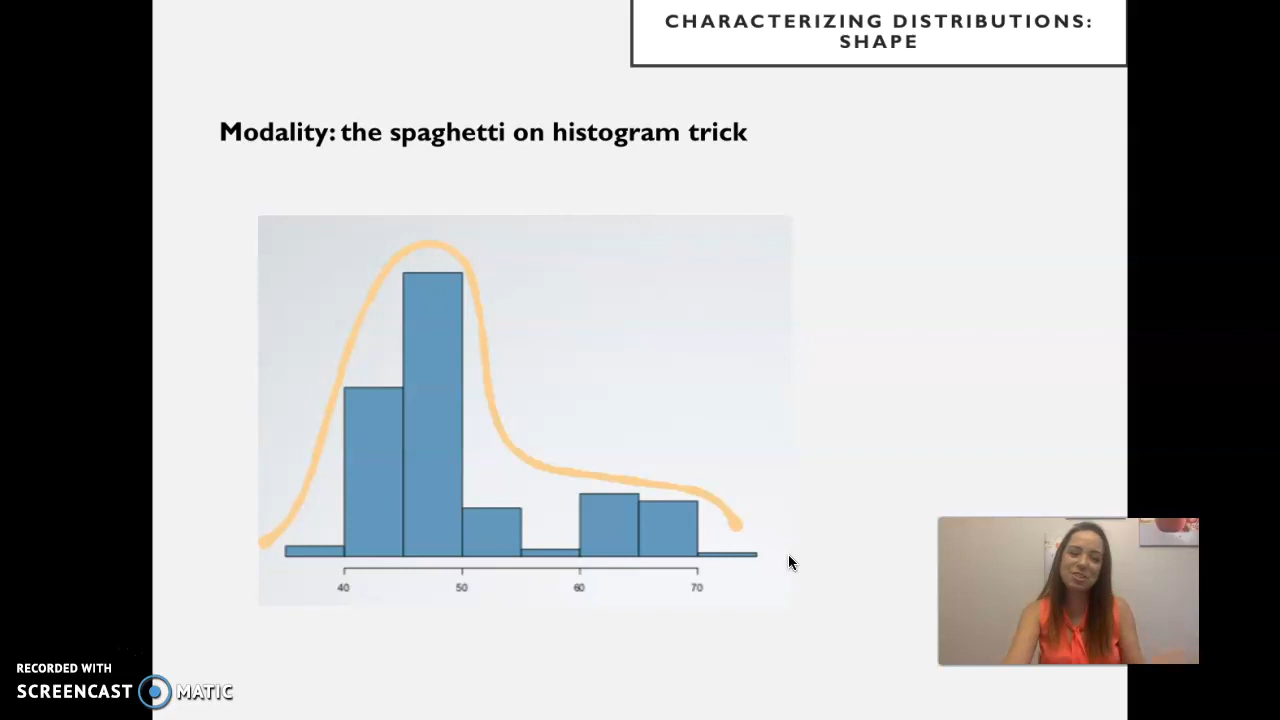 CHARACTERIZING DISTRIBUTIONS:
SHAPE
Modality: the spaghetti on histogram trick
40 50 60 70
RECORDED WITH
SCREENCAST MATIC